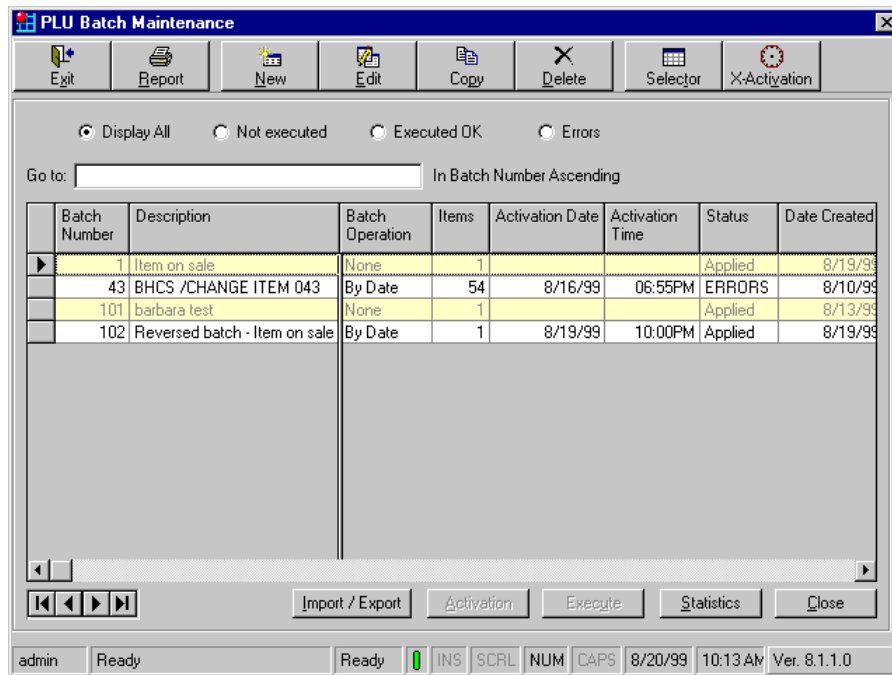 PLU Batch Maintenance
Exit Report New Edit Copy Delete Selector X-Activation
Display All Not executed Executed OK Errors
Go to: In Batch Number Ascending
Batch Number Description Batch Operation Items Activation Date Activation Time Status Date Created
1 Item on sale None 1 Applied 8/19/99
43 BHCS /CHANGE ITEM 043 By Date 54 8/16/99 06:55PM ERRORS 8/10/99
101 barbara test None 1 Applied 8/13/99
102 Reversed batch - Item on sale By Date 1 8/19/99 10:00PM Applied 8/19/99
Import / Export Activation Execute Statistics Close
admin Ready Ready INS SCRL NUM CAPS 8/20/99 10:13 AM Ver. 8.1.1.0